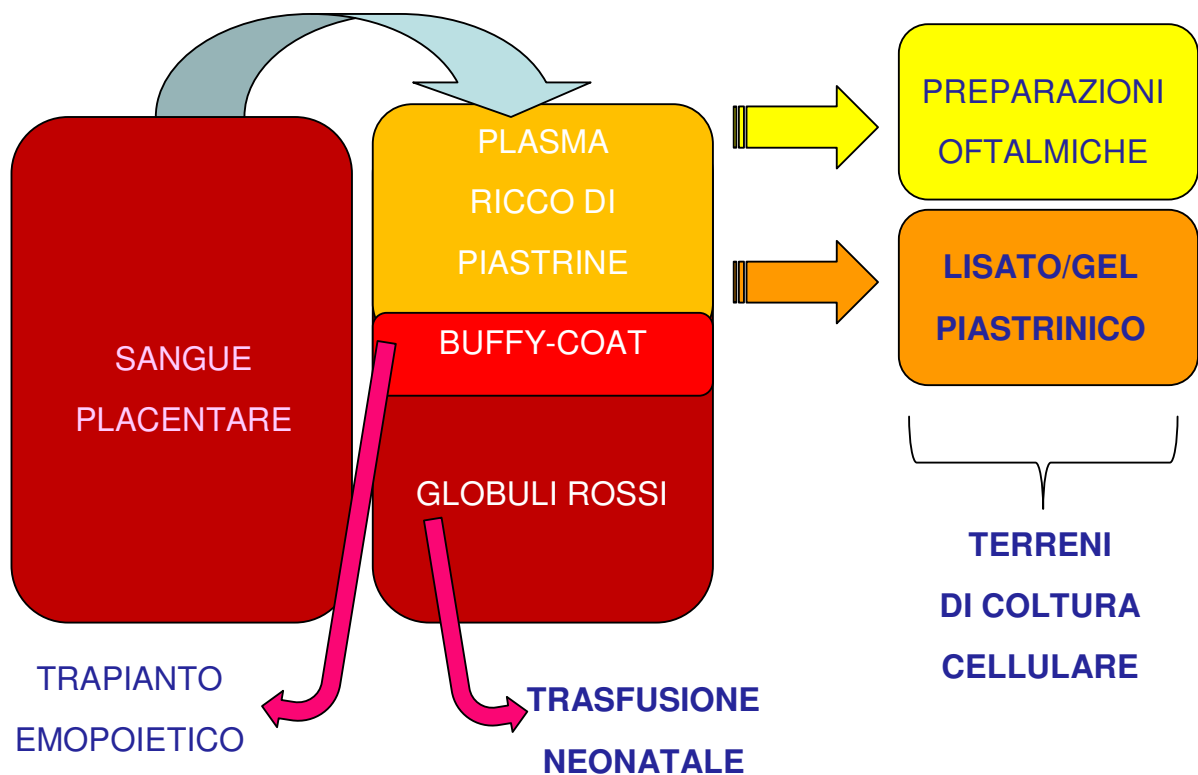 SANGUE
PLACENTARE
PLASMA
RICCO DI
PIASTRINE
BUFFY-COAT
GLOBULI ROSSI
PREPARAZIONI
OFTALMICHE
LISATO/GEL
PIASTRINICO
TERRENI
DI COLTURA
CELLULARE
TRAPIANTO
EMOPOIETICO
TRASFUSIONE
NEONATALE